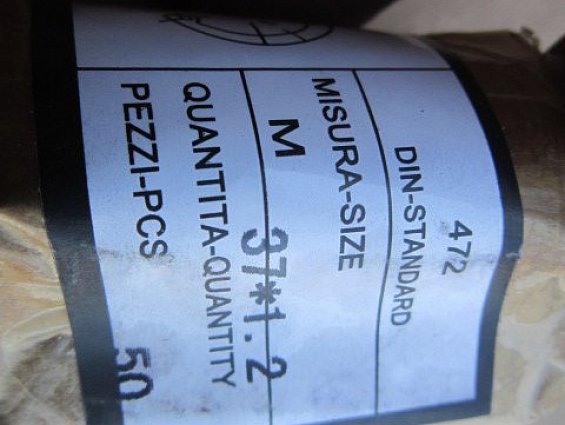 472
DIN-STANDARD
MISURA-SIZE
M 37*1.2
QUANTITA-QUANTITY
PEZZI-PCS 50